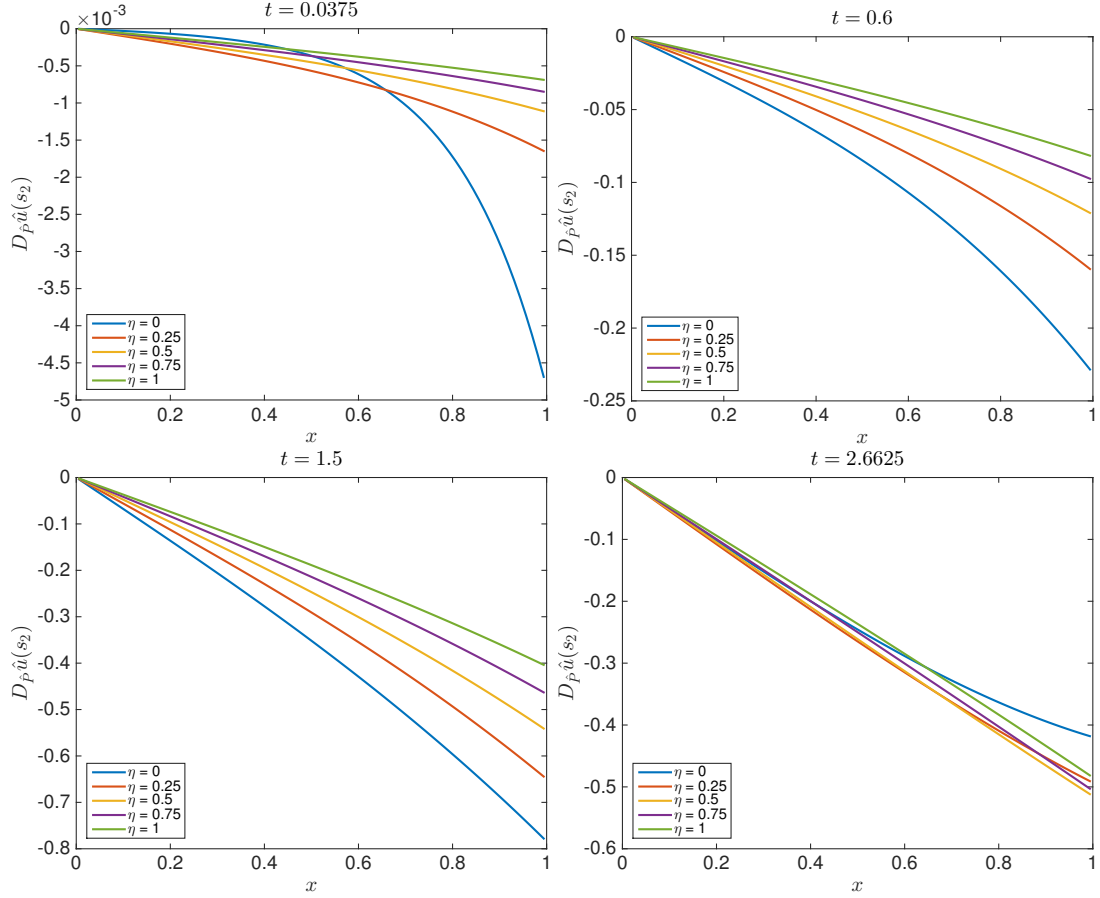 t = 0.0375
×10⁻³
0
-0.5
-1
-1.5
-2
-2.5
-3
-3.5
-4
-4.5
-5
D_P̂ û(s₂)
η = 0
η = 0.25
η = 0.5
η = 0.75
η = 1
0 0.2 0.4 0.6 0.8 1
x
t = 0.6
0
-0.05
-0.1
-0.15
-0.2
-0.25
D_P̂ û(s₂)
η = 0
η = 0.25
η = 0.5
η = 0.75
η = 1
0 0.2 0.4 0.6 0.8 1
x
t = 1.5
0
-0.1
-0.2
-0.3
-0.4
-0.5
-0.6
-0.7
-0.8
D_P̂ û(s₂)
η = 0
η = 0.25
η = 0.5
η = 0.75
η = 1
0 0.2 0.4 0.6 0.8 1
x
t = 2.6625
0
-0.1
-0.2
-0.3
-0.4
-0.5
-0.6
D_P̂ û(s₂)
η = 0
η = 0.25
η = 0.5
η = 0.75
η = 1
0 0.2 0.4 0.6 0.8 1
x